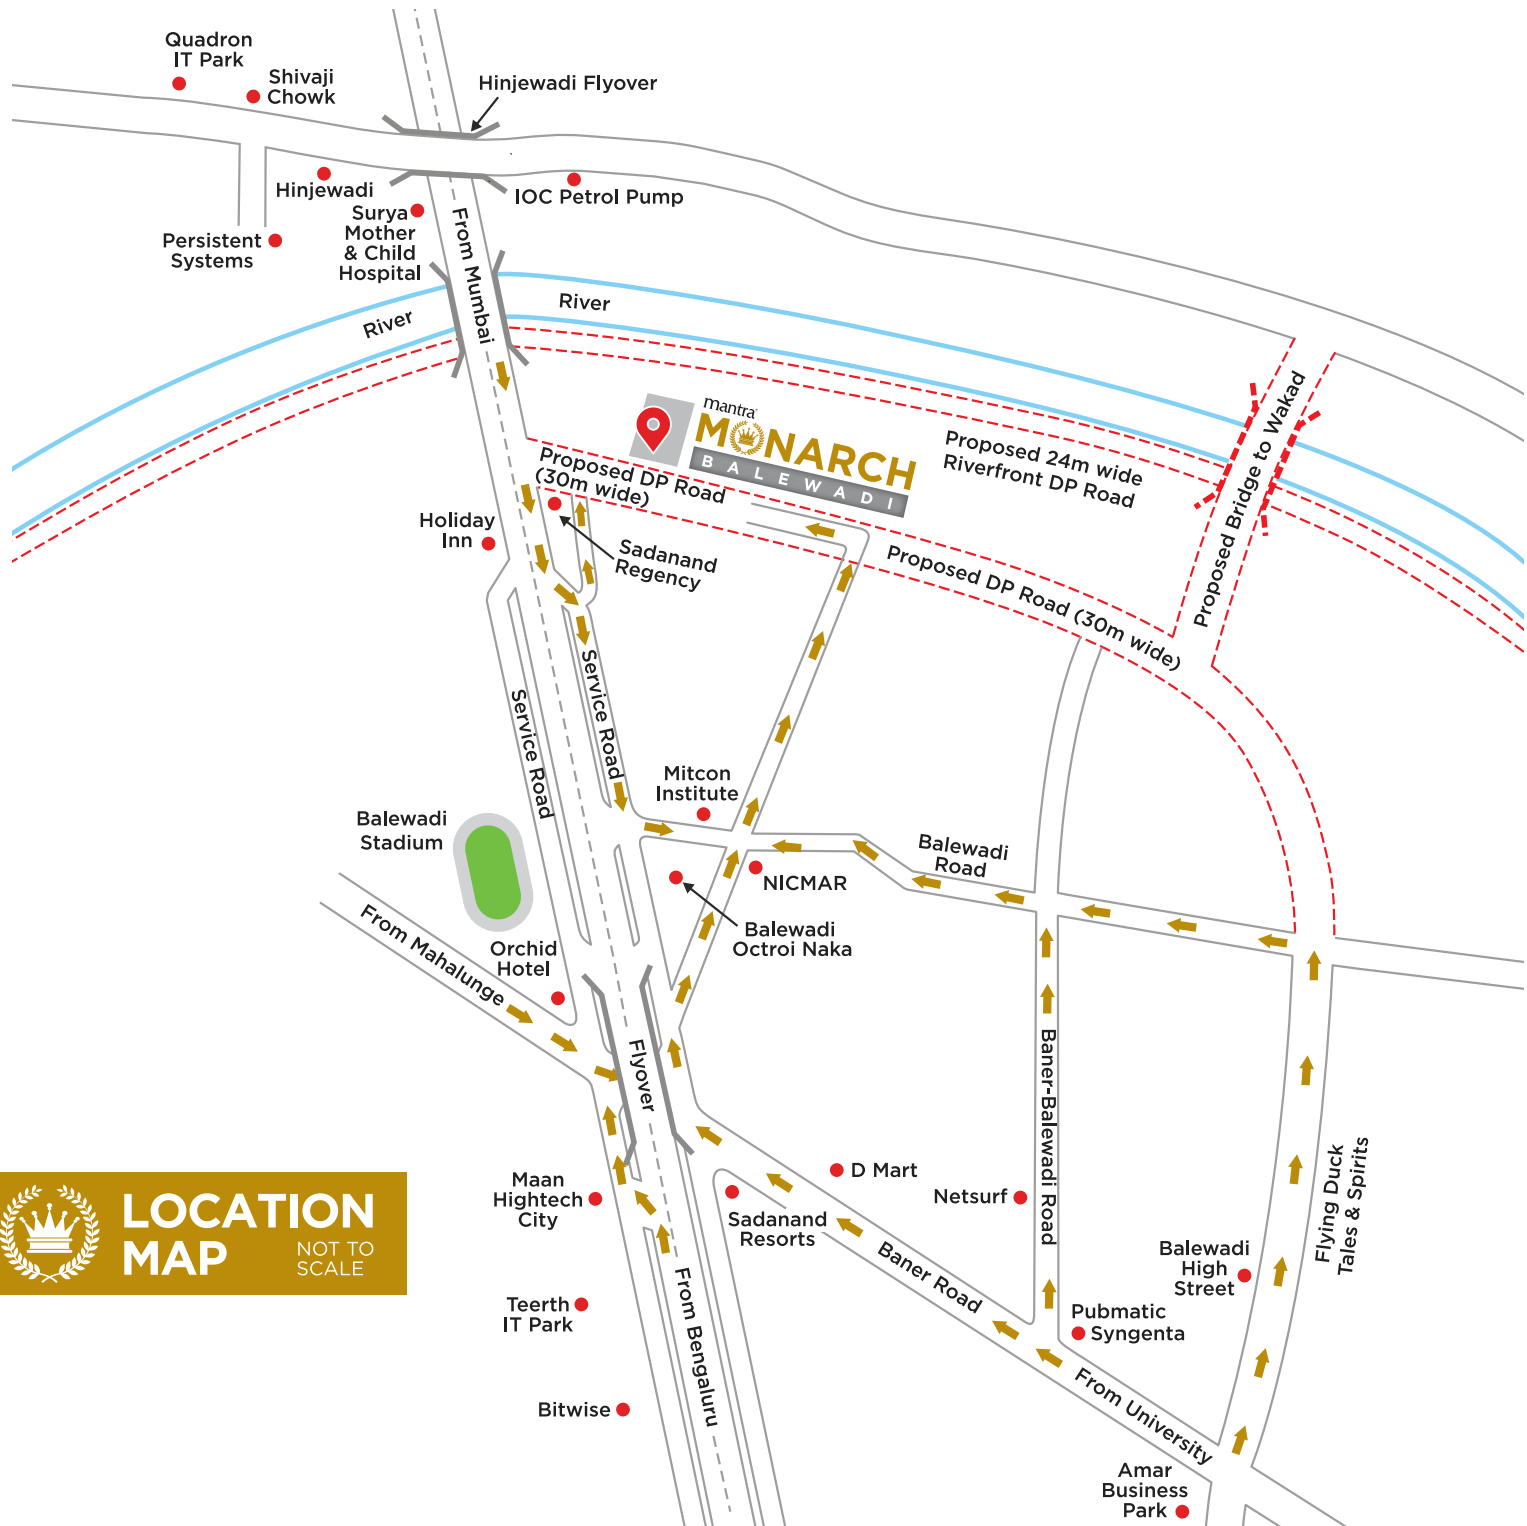 Quadron
IT Park
Shivaji
Chowk
Hinjewadi Flyover
Hinjewadi
IOC Petrol Pump
Surya
Mother
& Child
Hospital
Persistent
Systems
From Mumbai
River
River
mantra
MONARCH
BALEWADI
Proposed 24m wide
Riverfront DP Road
Proposed Bridge to Wakad
Proposed DP Road
(30m wide)
Holiday
Inn
Sadanand
Regency
Proposed DP Road (30m wide)
Service Road
Service Road
Mitcon
Institute
Balewadi
Stadium
Balewadi
Road
NICMAR
From Mahalunge
Balewadi
Octroi Naka
Orchid
Hotel
Flyover
Baner-Balewadi Road
Flying Duck
Tales & Spirits
LOCATION
MAP
NOT TO
SCALE
Maan
Hightech
City
D Mart
Netsurf
Sadanand
Resorts
Baner Road
Balewadi
High
Street
Teerth
IT Park
From Bengaluru
Pubmatic
Syngenta
Bitwise
From University
Amar
Business
Park